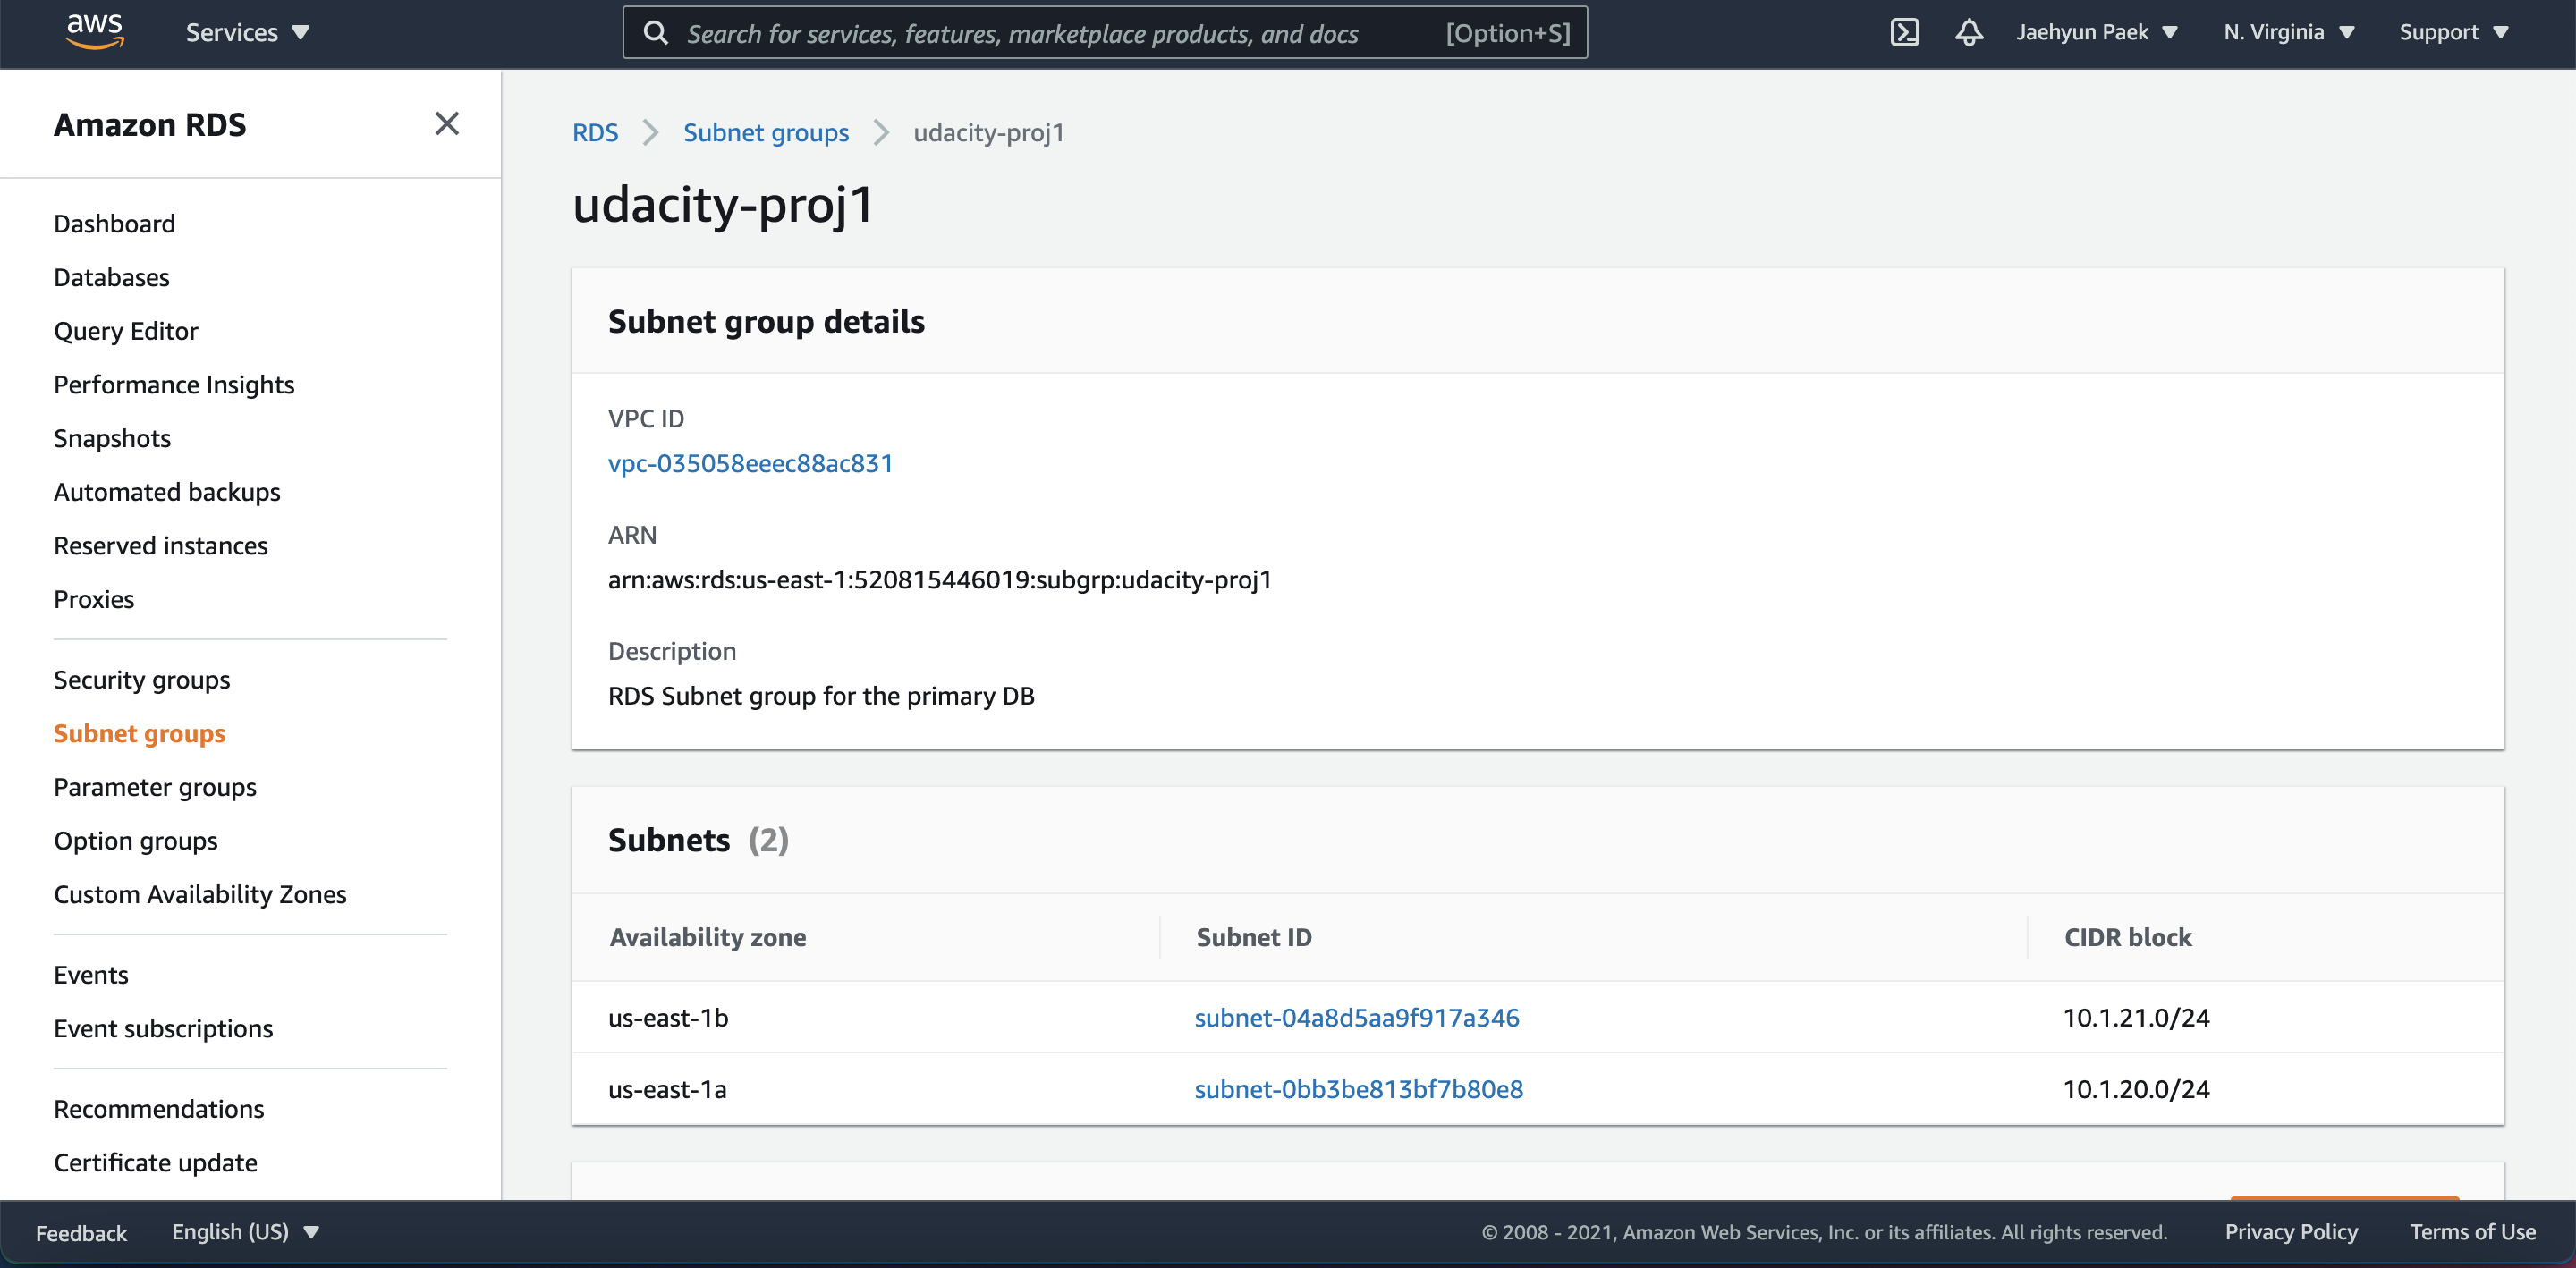 aws Services Search for services, features, marketplace products, and docs [Option+S] Jaehyun Paek N. Virginia Support
Amazon RDS
Dashboard
Databases
Query Editor
Performance Insights
Snapshots
Automated backups
Reserved instances
Proxies
Security groups
Subnet groups
Parameter groups
Option groups
Custom Availability Zones
Events
Event subscriptions
Recommendations
Certificate update
RDS Subnet groups udacity-proj1
udacity-proj1
Subnet group details
VPC ID
vpc-035058eeec88ac831
ARN
arn:aws:rds:us-east-1:520815446019:subgrp:udacity-proj1
Description
RDS Subnet group for the primary DB
Subnets (2)
Availability zone Subnet ID CIDR block
us-east-1b subnet-04a8d5aa9f917a346 10.1.21.0/24
us-east-1a subnet-0bb3be813bf7b80e8 10.1.20.0/24
Feedback English (US) © 2008 - 2021, Amazon Web Services, Inc. or its affiliates. All rights reserved. Privacy Policy Terms of Use